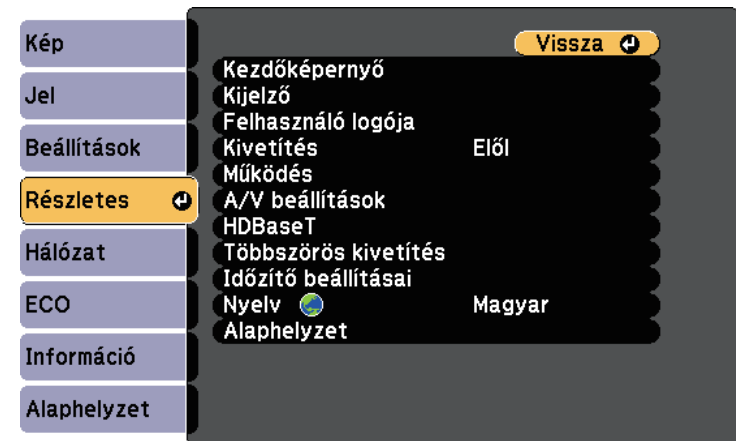 Kép
Jel
Beállítások
Részletes
Hálózat
ECO
Információ
Alaphelyzet
Vissza
Kezdőképernyő
Kijelző
Felhasználó logója
Kivetítés Elől
Működés
A/V beállítások
HDBaseT
Többszörös kivetítés
Időzítő beállításai
Nyelv Magyar
Alaphelyzet